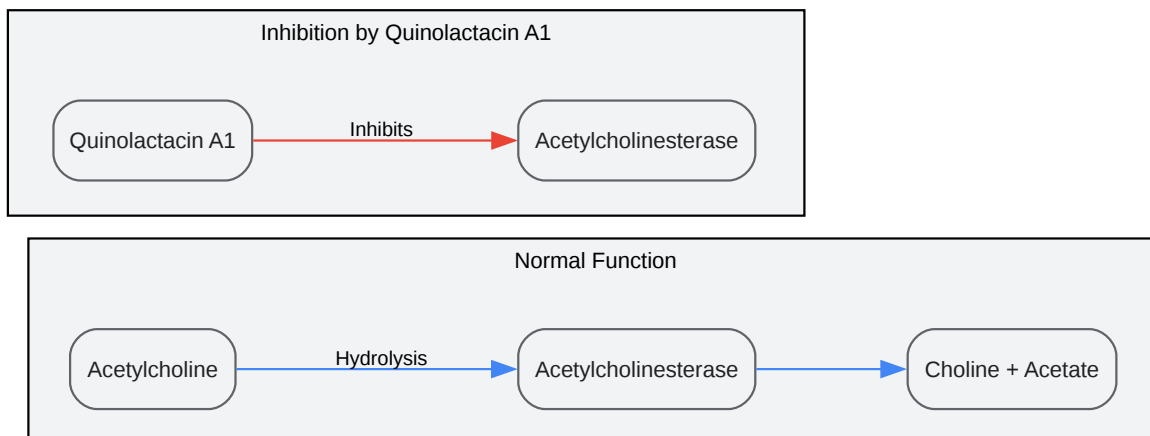 Inhibition by Quinolactacin A1
Quinolactacin A1
Inhibits
Acetylcholinesterase
Normal Function
Acetylcholine
Hydrolysis
Acetylcholinesterase
Choline + Acetate